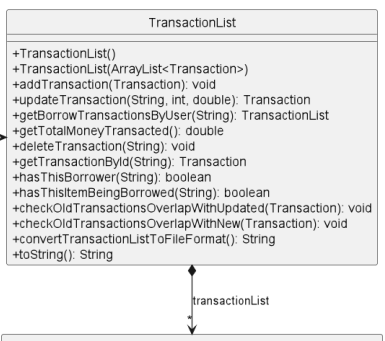 TransactionList
+TransactionList()
+TransactionList(ArrayList<Transaction>)
+addTransaction(Transaction): void
+updateTransaction(String, int, double): Transaction
+getBorrowTransactionsByUser(String): TransactionList
+getTotalMoneyTransacted(): double
+deleteTransaction(String): void
+getTransactionById(String): Transaction
+hasThisBorrower(String): boolean
+hasThisItemBeingBorrowed(String): boolean
+checkOldTransactionsOverlapWithUpdated(Transaction): void
+checkOldTransactionsOverlapWithNew(Transaction): void
+convertTransactionListToFileFormat(): String
+toString(): String
transactionList
*